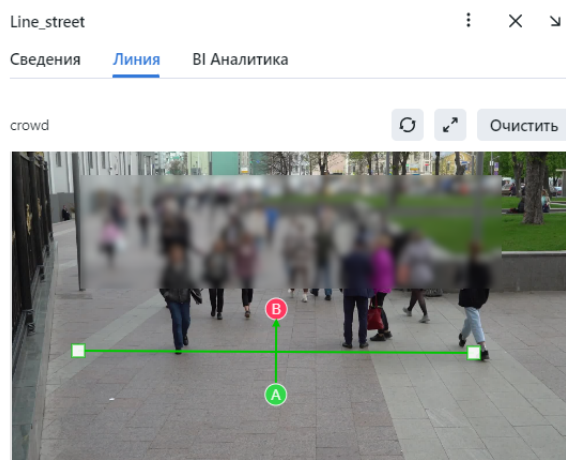 Line_street
Сведения Линия BI Аналитика
crowd Очистить
B
A